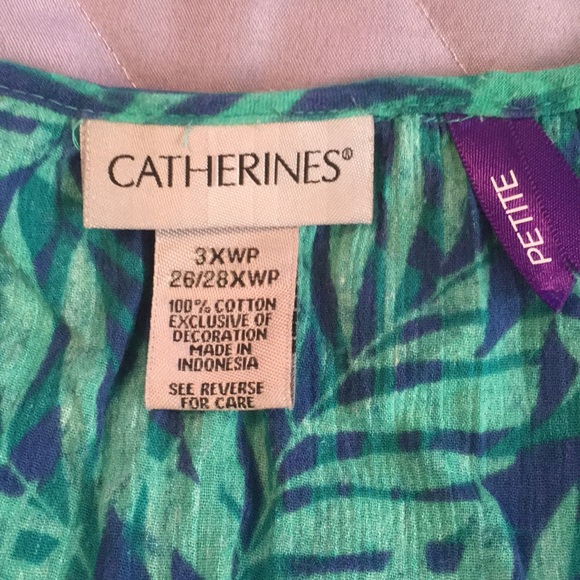 CATHERINES®
PETITE
3XWP
26/28XWP
100% COTTON
EXCLUSIVE OF
DECORATION
MADE IN
INDONESIA
SEE REVERSE
FOR CARE